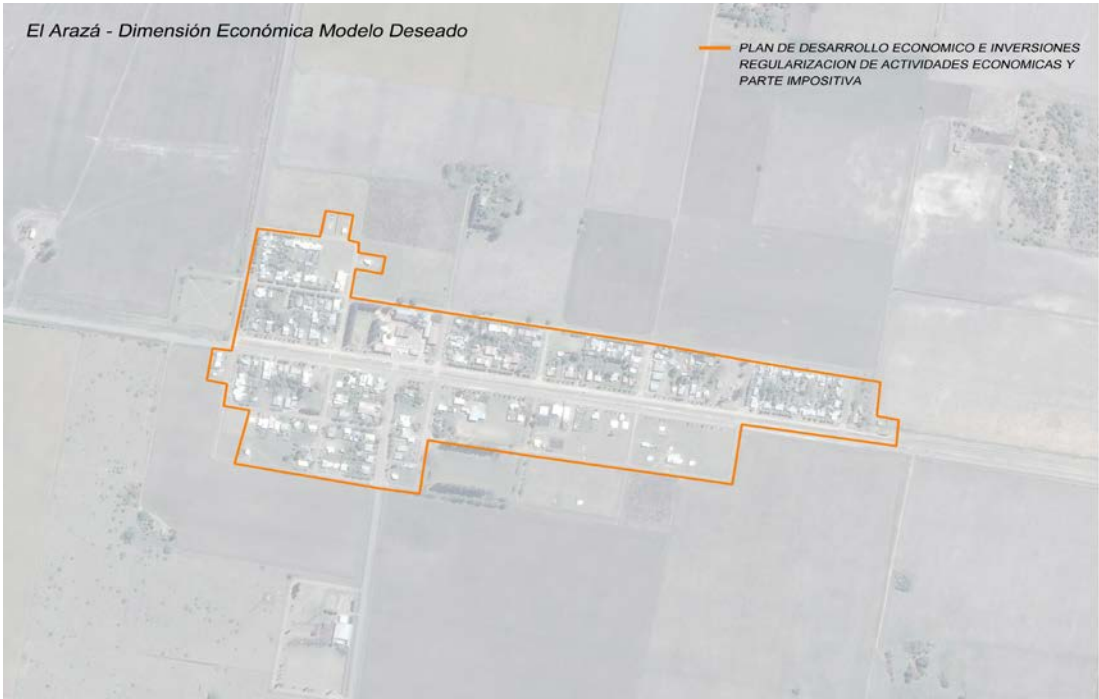 El Arazá - Dimensión Económica Modelo Deseado
PLAN DE DESARROLLO ECONOMICO E INVERSIONES
REGULARIZACION DE ACTIVIDADES ECONOMICAS Y
PARTE IMPOSITIVA